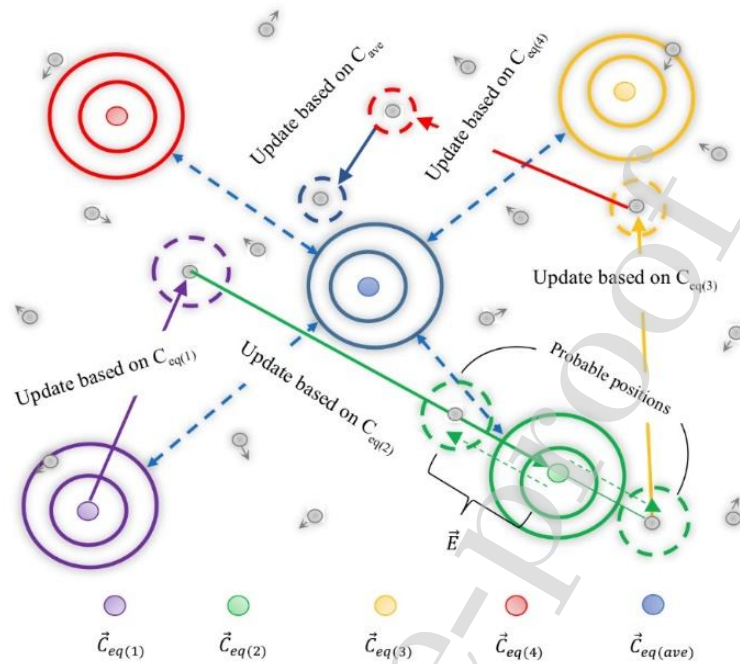 Update based on C_ave
Update based on C_eq(4)
Update based on C_eq(3)
Update based on C_eq(1)
Update based on C_eq(2)
Probable positions
E⃗
C⃗_eq(1) C⃗_eq(2) C⃗_eq(3) C⃗_eq(4) C⃗_eq(ave)
e-proof